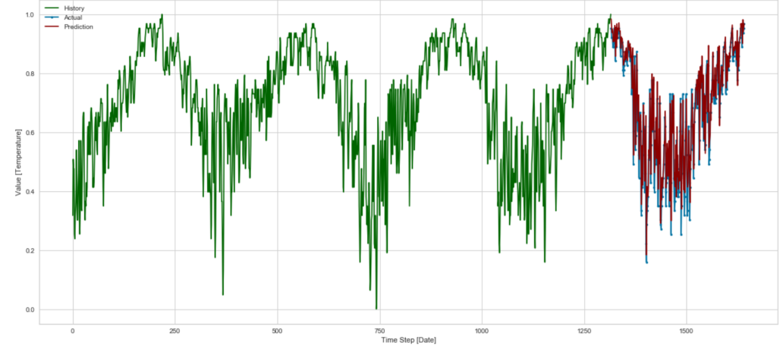 History
Actual
Prediction
1.0
0.8
0.6
0.4
0.2
0.0
Value [Temperature]
0 250 500 750 1000 1250 1500
Time Step [Date]